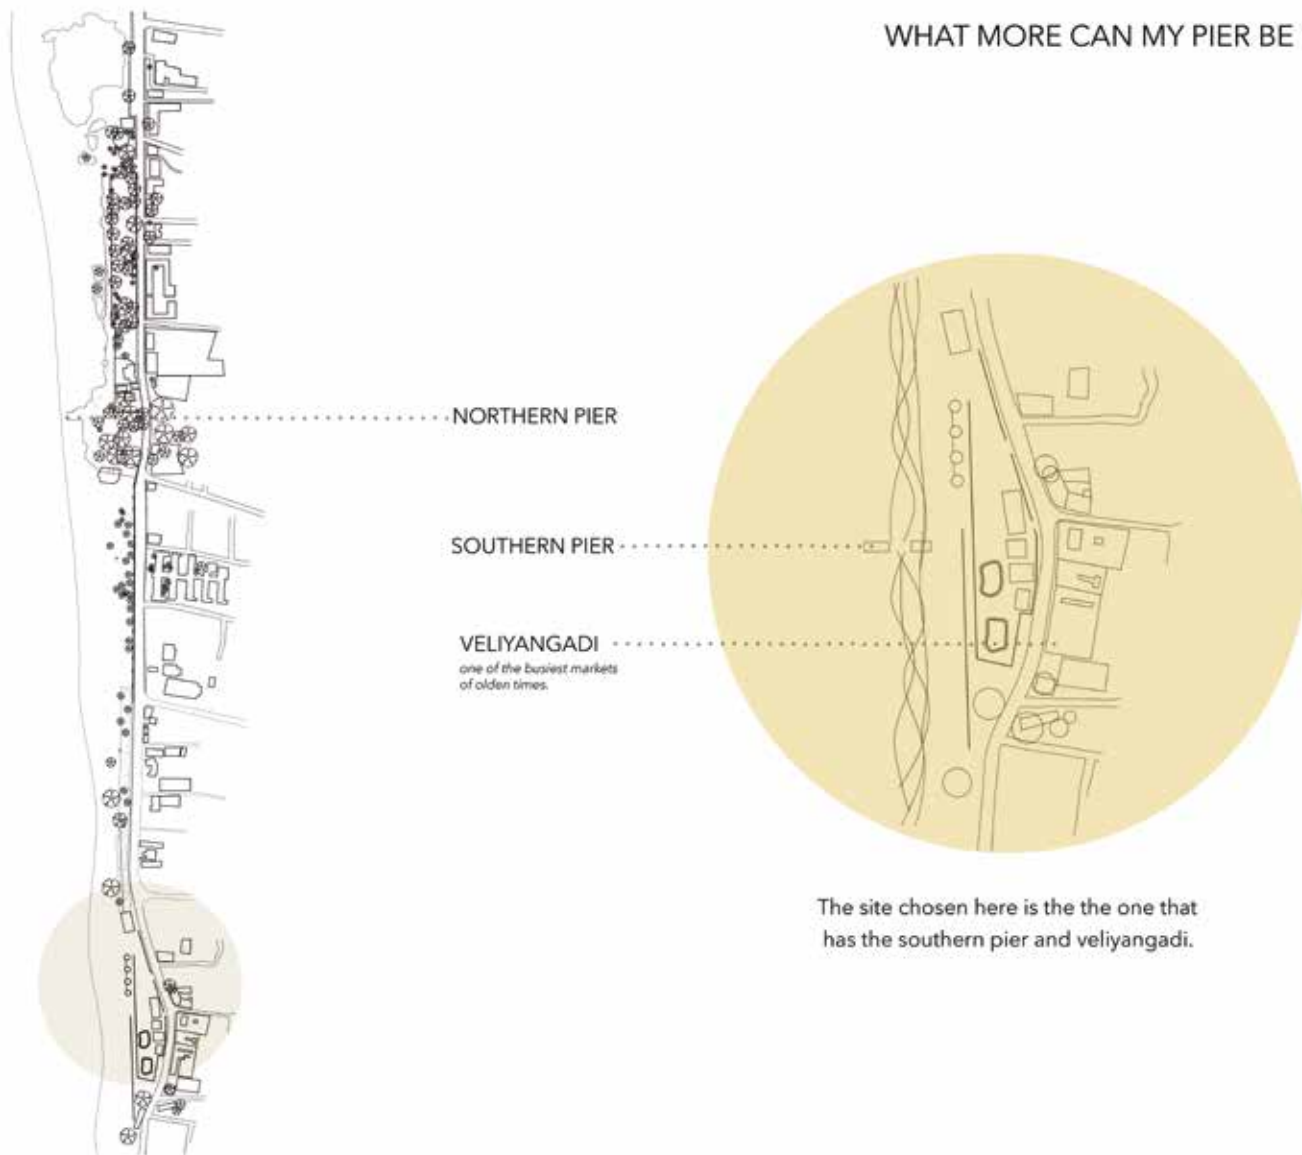 WHAT MORE CAN MY PIER BE
NORTHERN PIER
SOUTHERN PIER
VELIYANGADI
one of the busiest markets
of olden times.
The site chosen here is the the one that
has the southern pier and veliyangadi.